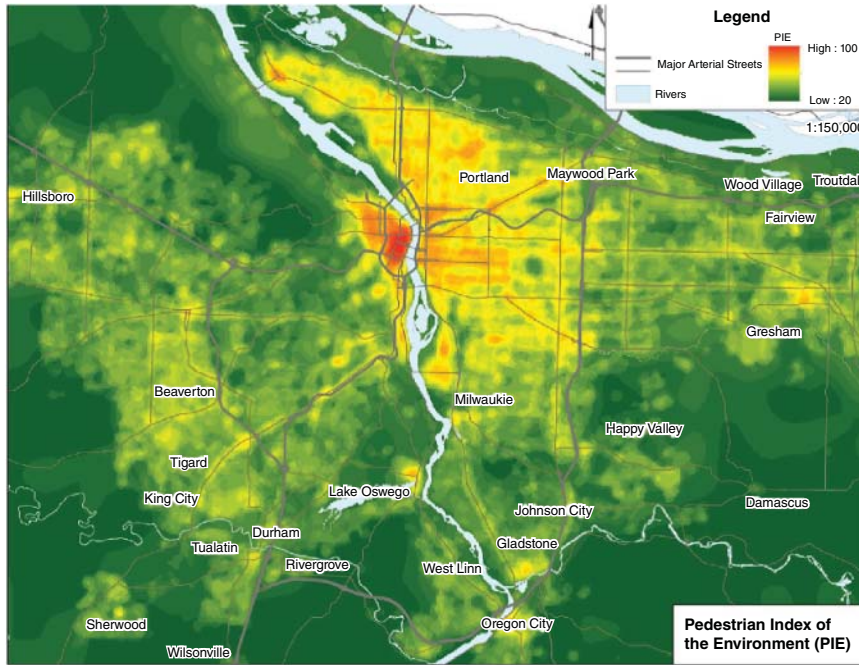 Legend
PIE
High : 100
Major Arterial Streets
Rivers
Low : 20
1:150,000
Portland
Maywood Park
Hillsboro
Wood Village
Troutdal
Fairview
Gresham
Beaverton
Milwaukie
Happy Valley
Tigard
King City
Lake Oswego
Damascus
Johnson City
Durham
Gladstone
Tualatin
Rivergrove
West Linn
Sherwood
Oregon City
Wilsonville
Pedestrian Index of
the Environment (PIE)